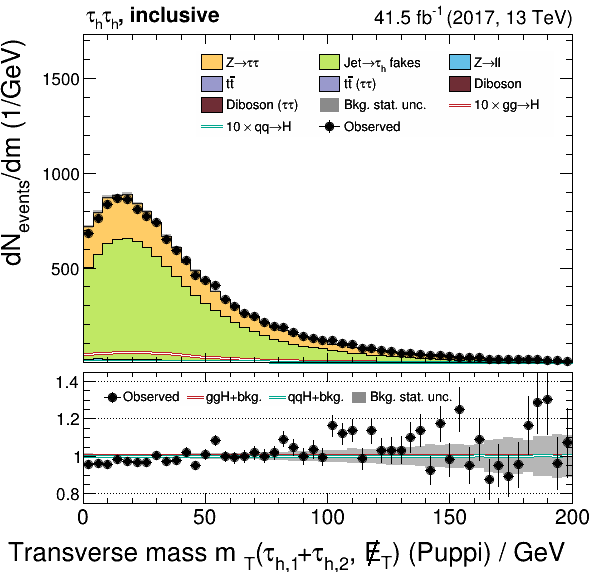 τhτh, inclusive 41.5 fb⁻¹ (2017, 13 TeV)
dNevents/dm (1/GeV)
1500
1000
500
Z→ττ Jet→τh fakes Z→ll
tt̄ tt̄ (ττ) Diboson
Diboson (ττ) Bkg. stat. unc. 10 × gg→H
10 × qq→H Observed
1.4
1.2
1
0.8
Observed ggH+bkg. qqH+bkg. Bkg. stat. unc.
0 50 100 150 200
Transverse mass m T(τh,1+τh,2, E̸T) (Puppi) / GeV